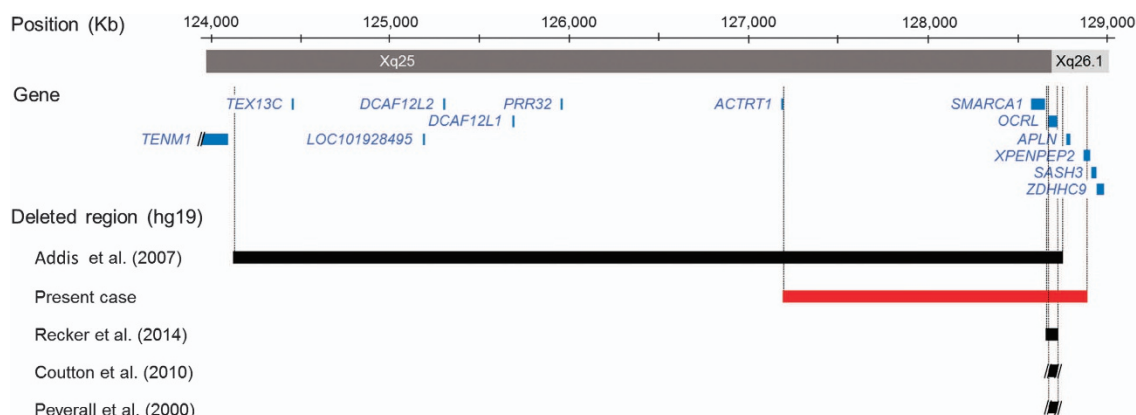 Position (Kb) 124,000 125,000 126,000 127,000 128,000 129,000
Xq25 Xq26.1
Gene
TEX13C DCAF12L2 PRR32 ACTRT1 SMARCA1
DCAF12L1 OCRL
TENM1 LOC101928495 APLN
XPENPEP2
SASH3
ZDHHC9
Deleted region (hg19)
Addis et al. (2007)
Present case
Recker et al. (2014)
Coutton et al. (2010)
Peverall et al. (2000)